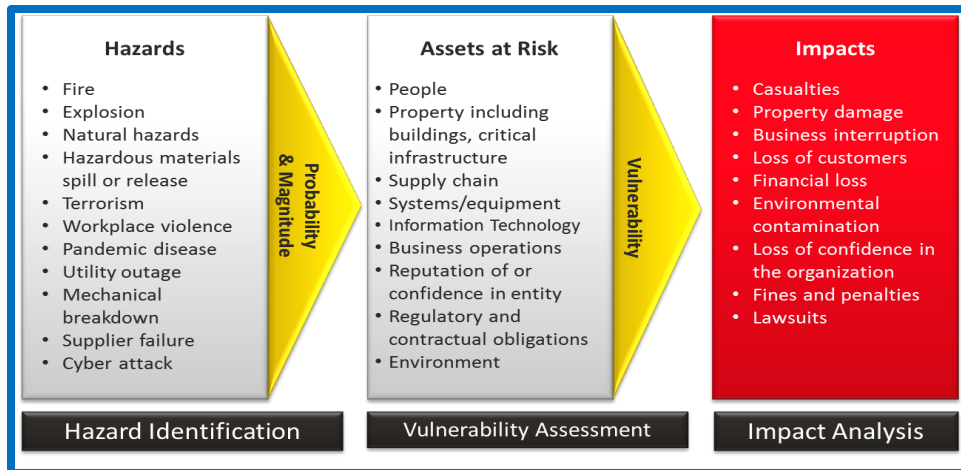 Hazards
• Fire
• Explosion
• Natural hazards
• Hazardous materials
spill or release
• Terrorism
• Workplace violence
• Pandemic disease
• Utility outage
• Mechanical
breakdown
• Supplier failure
• Cyber attack
Probability
& Magnitude
Assets at Risk
• People
• Property including
buildings, critical
infrastructure
• Supply chain
• Systems/equipment
• Information Technology
• Business operations
• Reputation of or
confidence in entity
• Regulatory and
contractual obligations
• Environment
Vulnerability
Impacts
• Casualties
• Property damage
• Business interruption
• Loss of customers
• Financial loss
• Environmental
contamination
• Loss of confidence in
the organization
• Fines and penalties
• Lawsuits
Hazard Identification
Vulnerability Assessment
Impact Analysis